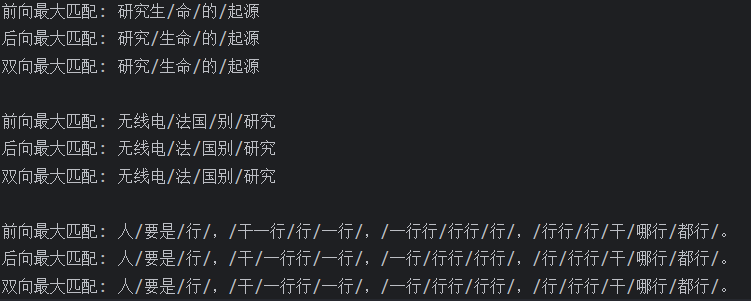 前向最大匹配: 研究生/命/的/起源
后向最大匹配: 研究/生命/的/起源
双向最大匹配: 研究/生命/的/起源
前向最大匹配: 无线电/法国/别/研究
后向最大匹配: 无线电/法/国别/研究
双向最大匹配: 无线电/法/国别/研究
前向最大匹配: 人/要是/行/，/干一行/行/一行/，/一行行/行行/行/，/行行/行/干/哪行/都行/。
后向最大匹配: 人/要是/行/，/干/一行行/一行/，/一行/行行/行行/，/行/行行/干/哪行/都行/。
双向最大匹配: 人/要是/行/，/干/一行行/一行/，/一行/行行/行行/，/行/行行/干/哪行/都行/。